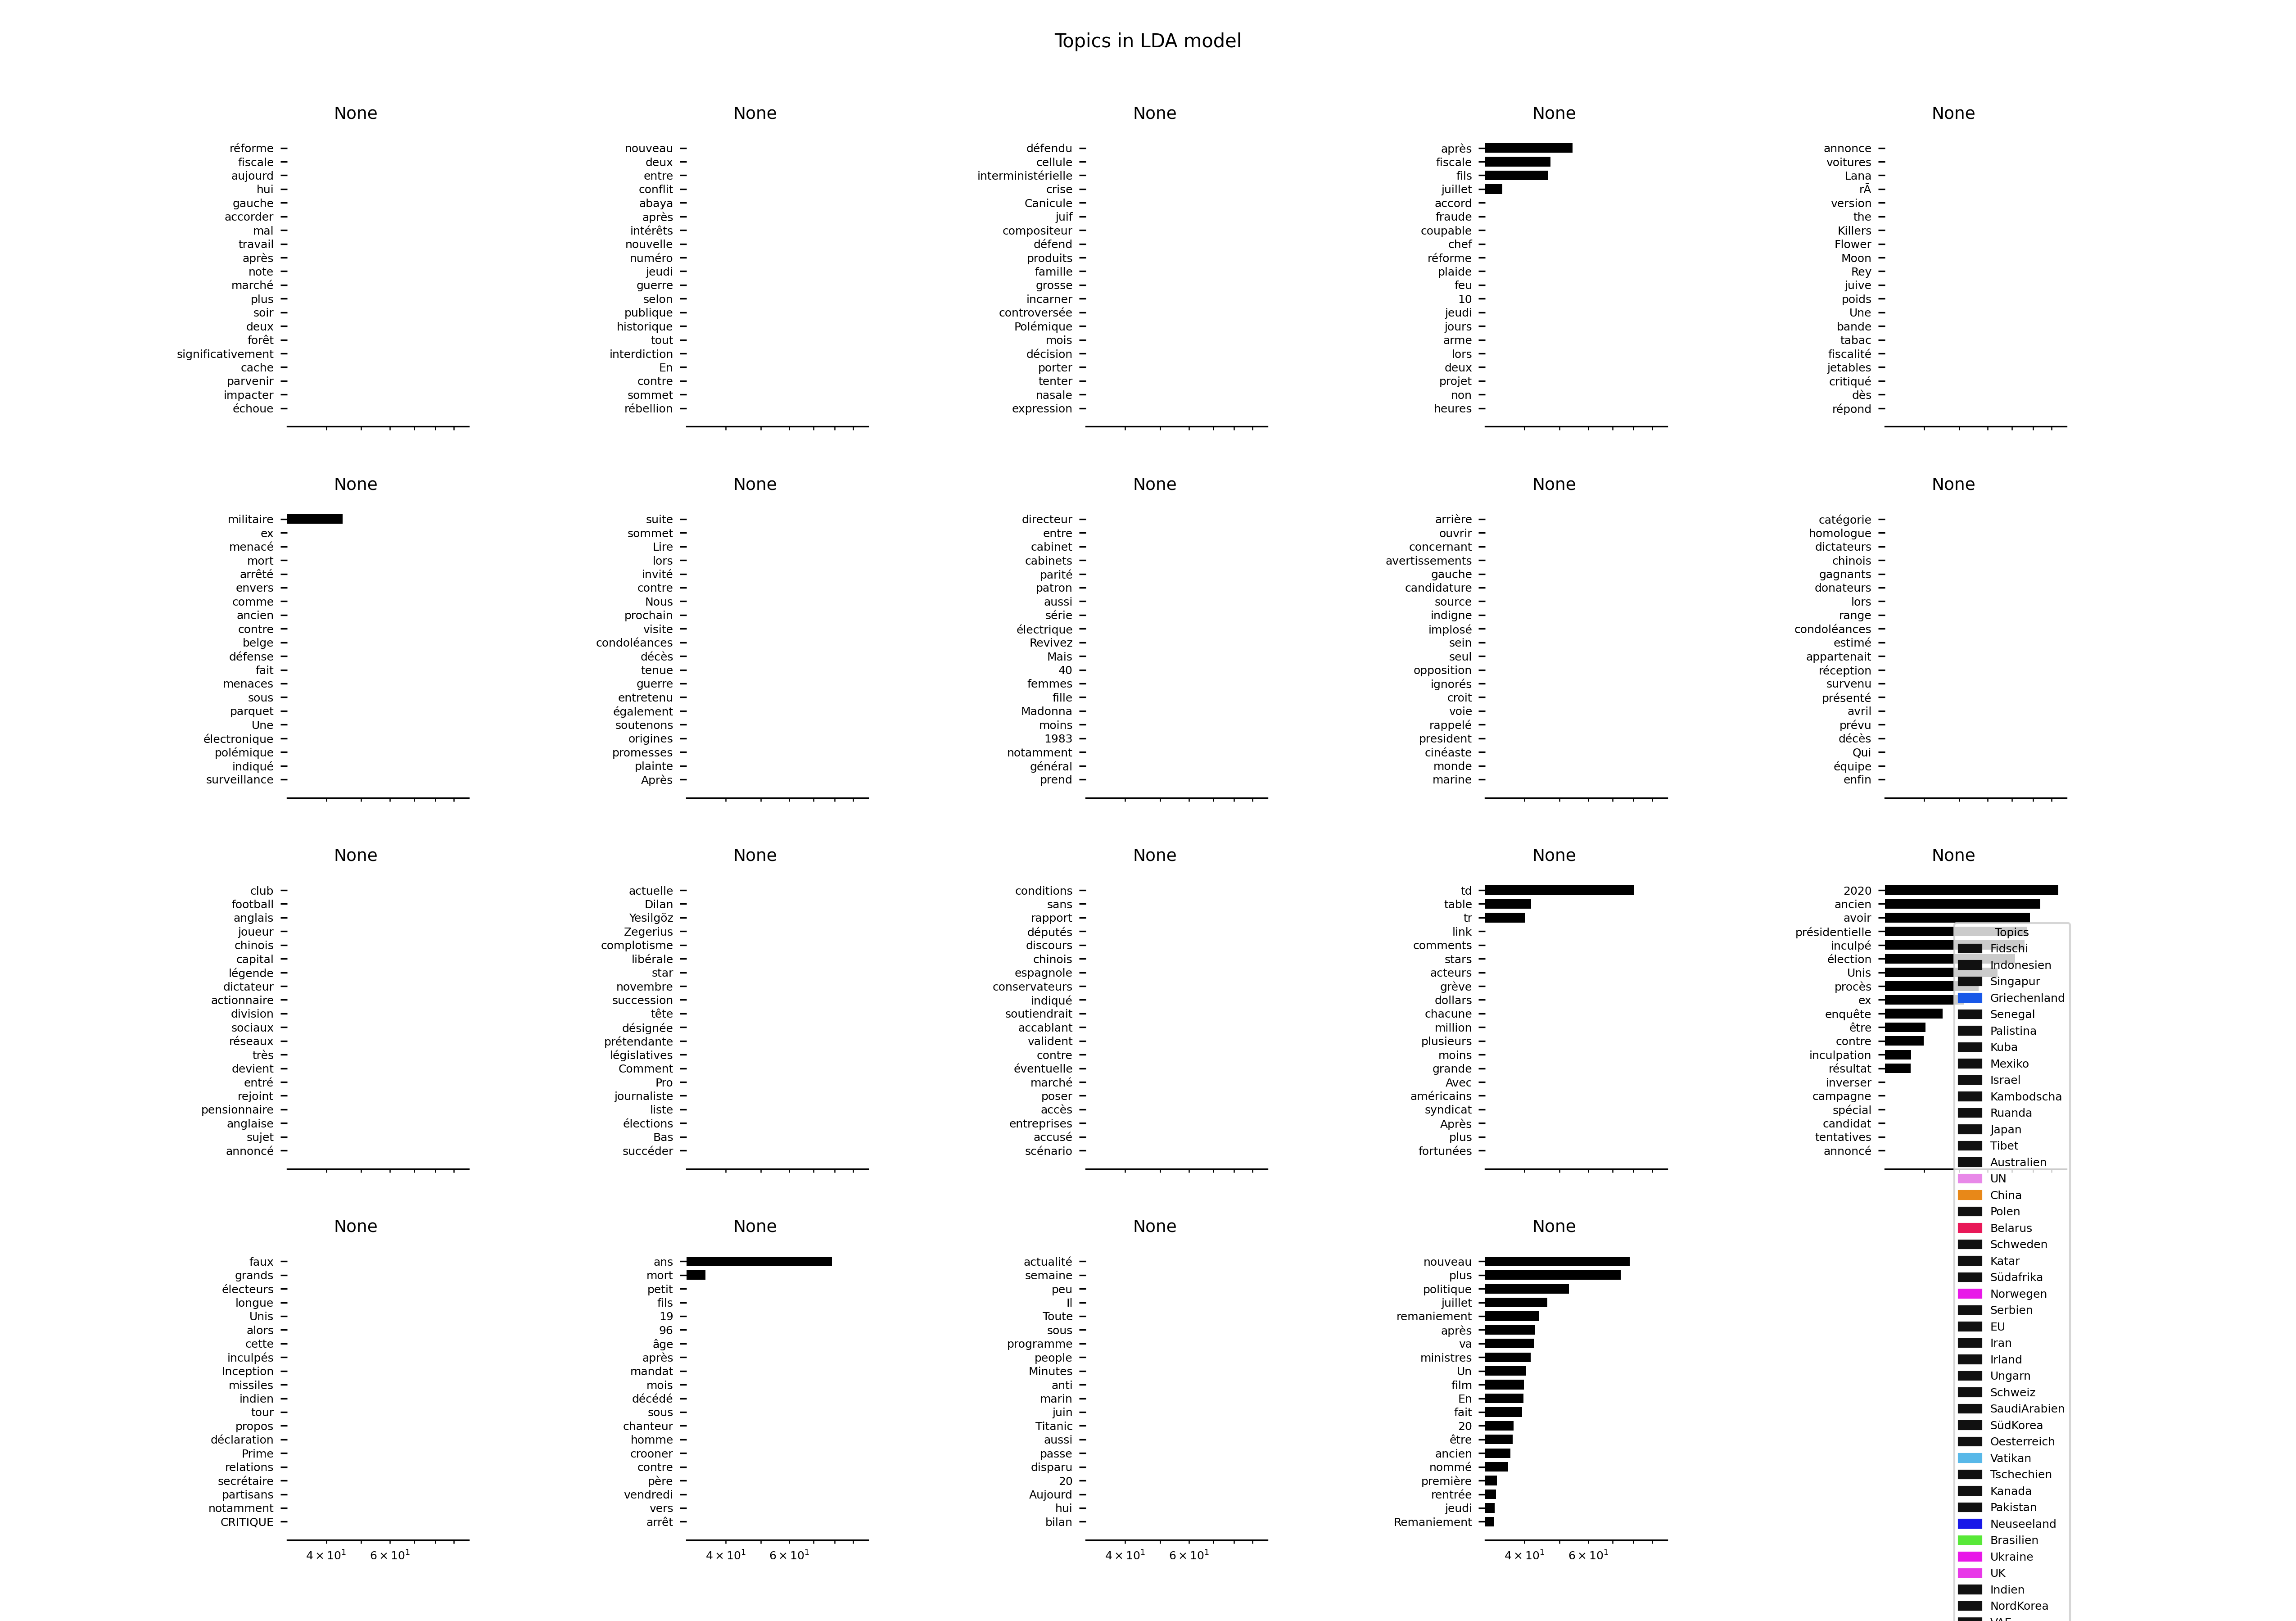 Topics in LDA model
None
réforme
fiscale
aujourd
hui
gauche
accorder
mal
travail
après
note
marché
plus
soir
deux
forêt
significativement
cache
parvenir
impacter
échoue
None
nouveau
deux
entre
conflit
abaya
après
intérêts
nouvelle
numéro
jeudi
guerre
selon
publique
historique
tout
interdiction
En
contre
sommet
rébellion
None
défendu
cellule
interministérielle
crise
Canicule
juif
compositeur
défend
produits
famille
grosse
incarner
controversée
Polémique
mois
décision
porter
tenter
nasale
expression
None
après
fiscale
fils
juillet
accord
fraude
coupable
chef
réforme
plaide
feu
10
jeudi
jours
arme
lors
deux
projet
non
heures
None
annonce
voitures
Lana
rÃ
version
the
Killers
Flower
Moon
Rey
juive
poids
Une
bande
tabac
fiscalité
jetables
critiqué
dès
répond
None
militaire
ex
menacé
mort
arrêté
envers
comme
ancien
contre
belge
défense
fait
menaces
sous
parquet
Une
électronique
polémique
indiqué
surveillance
None
suite
sommet
Lire
lors
invité
contre
Nous
prochain
visite
condoléances
décès
tenue
guerre
entretenu
également
soutenons
origines
promesses
plainte
Après
None
directeur
entre
cabinet
cabinets
parité
patron
aussi
série
électrique
Revivez
Mais
40
femmes
fille
Madonna
moins
1983
notamment
général
prend
None
arrière
ouvrir
concernant
avertissements
gauche
candidature
source
indigne
implosé
sein
seul
opposition
ignorés
croit
voie
rappelé
president
cinéaste
monde
marine
None
catégorie
homologue
dictateurs
chinois
gagnants
donateurs
lors
range
condoléances
estimé
appartenait
réception
survenu
présenté
avril
prévu
décès
Qui
équipe
enfin
None
club
football
anglais
joueur
chinois
capital
légende
dictateur
actionnaire
division
sociaux
réseaux
très
devient
entré
rejoint
pensionnaire
anglaise
sujet
annoncé
None
actuelle
Dilan
Yesilgöz
Zegerius
complotisme
libérale
star
novembre
succession
tête
désignée
prétendante
législatives
Comment
Pro
journaliste
liste
élections
Bas
succéder
None
conditions
sans
rapport
députés
discours
chinois
espagnole
conservateurs
indiqué
soutiendrait
accablant
valident
contre
éventuelle
marché
poser
accès
entreprises
accusé
scénario
None
td
table
tr
link
comments
stars
acteurs
grève
dollars
chacune
million
plusieurs
moins
grande
Avec
américains
syndicat
Après
plus
fortunées
None
2020
ancien
avoir
présidentielle
inculpé
élection
Unis
procès
ex
enquête
être
contre
inculpation
résultat
inverser
campagne
spécial
candidat
tentatives
annoncé
None
faux
grands
électeurs
longue
Unis
alors
cette
inculpés
Inception
missiles
indien
tour
propos
déclaration
Prime
relations
secrétaire
partisans
notamment
CRITIQUE
4 × 10¹ 6 × 10¹
None
ans
mort
petit
fils
19
96
âge
après
mandat
mois
décédé
sous
chanteur
homme
crooner
contre
père
vendredi
vers
arrêt
4 × 10¹ 6 × 10¹
None
actualité
semaine
peu
Il
Toute
sous
programme
people
Minutes
anti
marin
juin
Titanic
aussi
passe
disparu
20
Aujourd
hui
bilan
4 × 10¹ 6 × 10¹
None
nouveau
plus
politique
juillet
remaniement
après
va
ministres
Un
film
En
fait
20
être
ancien
nommé
première
rentrée
jeudi
Remaniement
4 × 10¹ 6 × 10¹
Topics
Fidschi
Indonesien
Singapur
Griechenland
Senegal
Palistina
Kuba
Mexiko
Israel
Kambodscha
Ruanda
Japan
Tibet
Australien
UN
China
Polen
Belarus
Schweden
Katar
Südafrika
Norwegen
Serbien
EU
Iran
Irland
Ungarn
Schweiz
SaudiArabien
SüdKorea
Oesterreich
Vatikan
Tschechien
Kanada
Pakistan
Neuseeland
Brasilien
Ukraine
UK
Indien
NordKorea